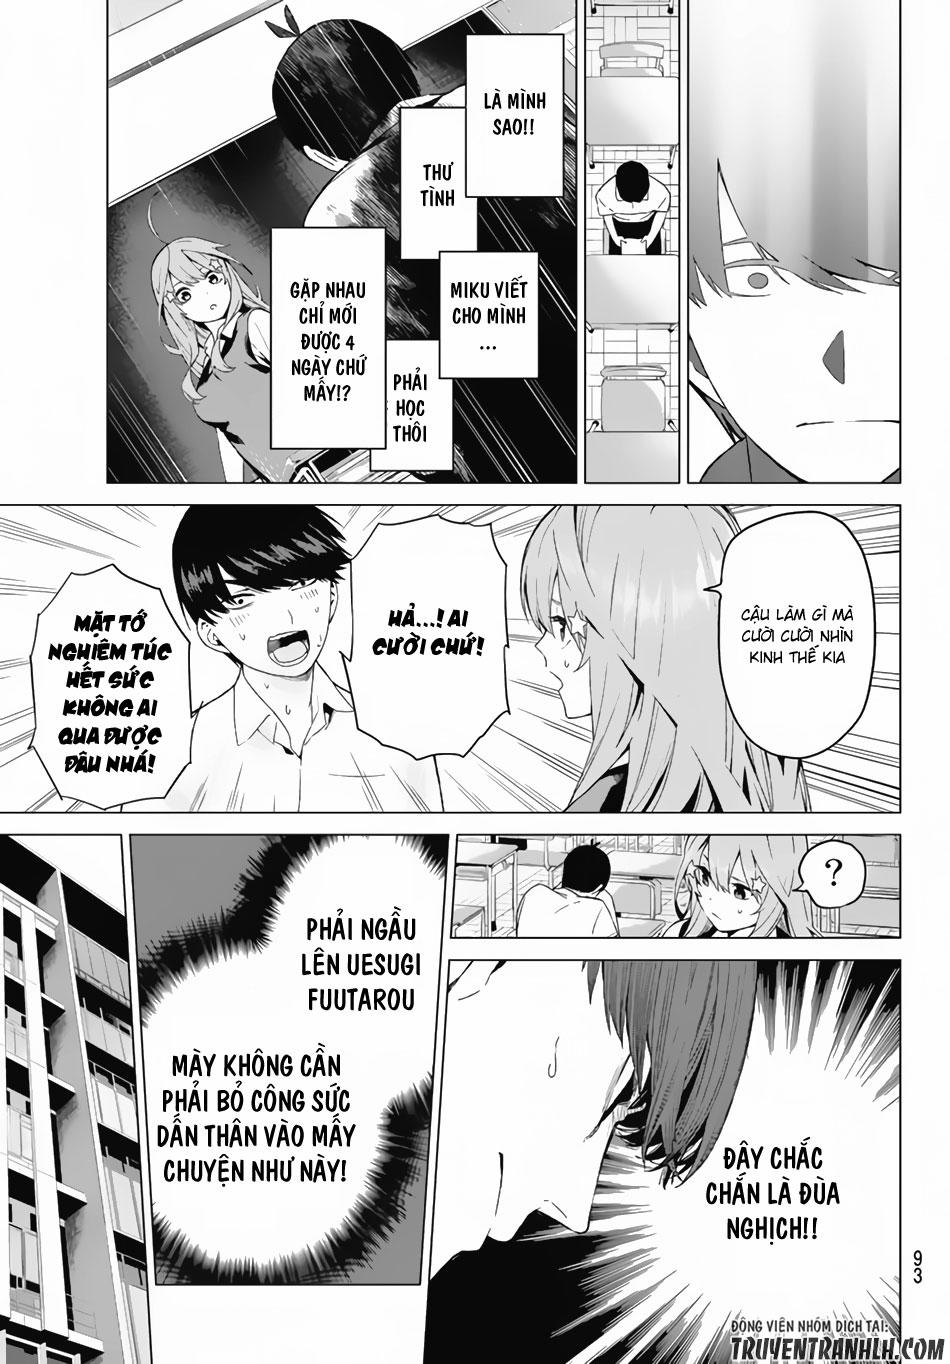 LÀ MÌNH
SAO!!
THƯ
TÌNH
MIKU VIẾT
CHO MÌNH
...
GẶP NHAU
CHỈ MỚI
ĐƯỢC 4
NGÀY CHỨ
MẤY!?
PHẢI
HỌC
THÔI
CẬU LÀM GÌ MÀ
CƯỜI CƯỜI NHÌN
KINH THẾ KIA
HẢ...! AI
CƯỜI CHỨ!
MẶT TỚ
NGHIÊM TÚC
HẾT SỨC
KHÔNG AI
QUA ĐƯỢC
ĐÂU NHÁ!
?
ĐÂY CHẮC
CHẮN LÀ ĐÙA
NGHỊCH!!
PHẢI NGẦU
LÊN UESUGI
FUUTAROU
MÀY KHÔNG CẦN
PHẢI BỎ CÔNG SỨC
DẤN THÂN VÀO MẤY
CHUYỆN NHƯ NÀY!
93
ĐỘNG VIÊN NHÓM DỊCH TẠI:
TRUYENTRANHLH.COM